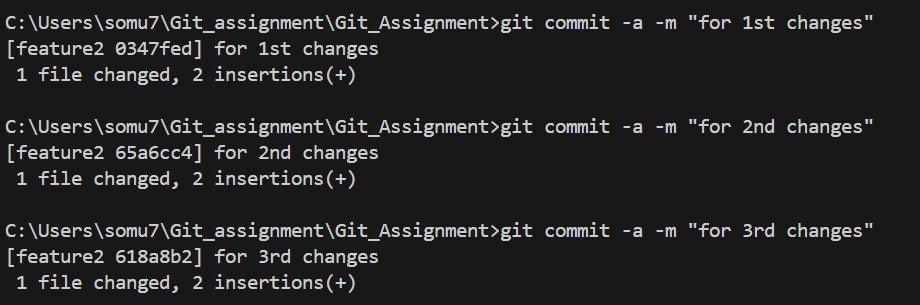 C:\Users\somu7\Git_assignment\Git_Assignment>git commit -a -m "for 1st changes"
[feature2 0347fed] for 1st changes
 1 file changed, 2 insertions(+)
C:\Users\somu7\Git_assignment\Git_Assignment>git commit -a -m "for 2nd changes"
[feature2 65a6cc4] for 2nd changes
 1 file changed, 2 insertions(+)
C:\Users\somu7\Git_assignment\Git_Assignment>git commit -a -m "for 3rd changes"
[feature2 618a8b2] for 3rd changes
 1 file changed, 2 insertions(+)